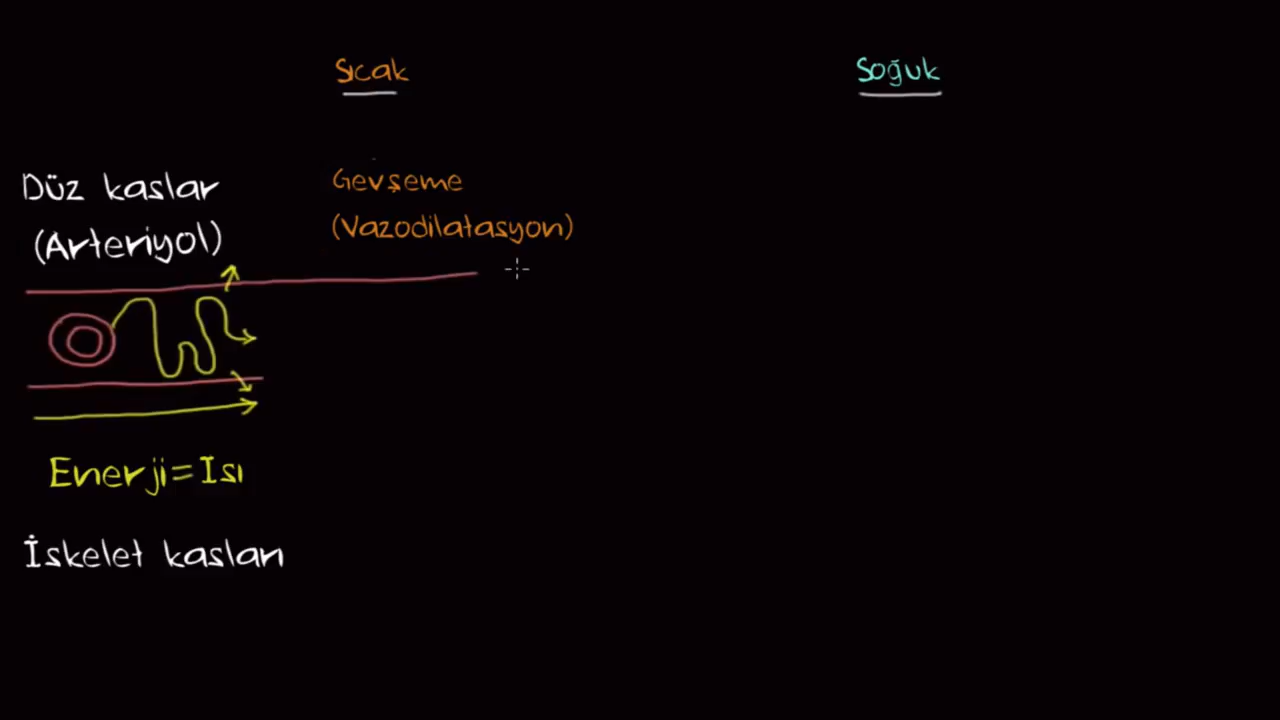 Sıcak
Soğuk
Düz kaslar
(Arteriyol)
Gevşeme
(Vazodilatasyon)
Enerji=Isı
İskelet kasları